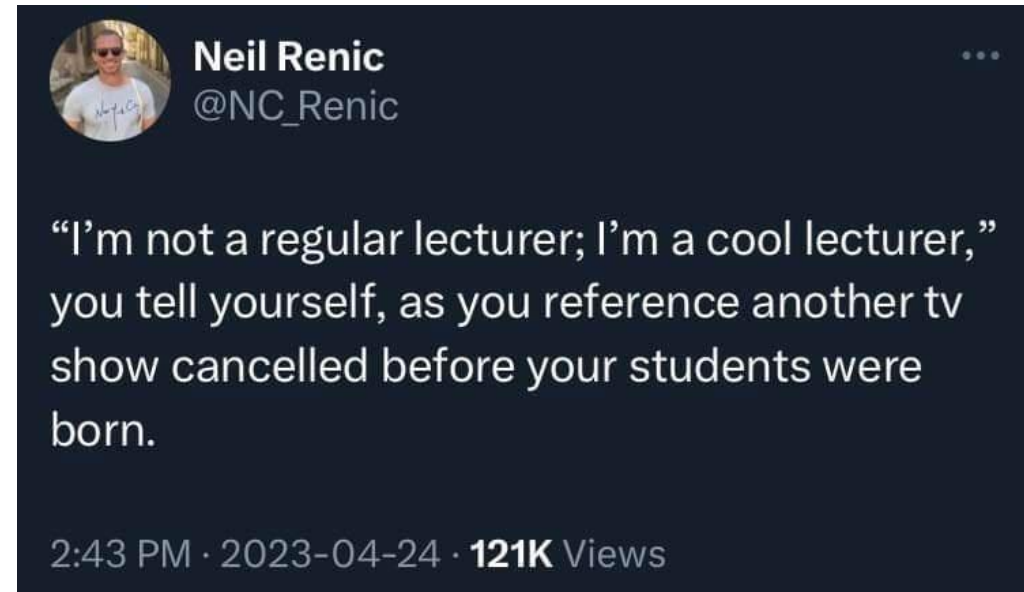 Neil Renic
@NC_Renic
“I’m not a regular lecturer; I’m a cool lecturer,”
you tell yourself, as you reference another tv
show cancelled before your students were
born.
2:43 PM · 2023-04-24 · 121K Views